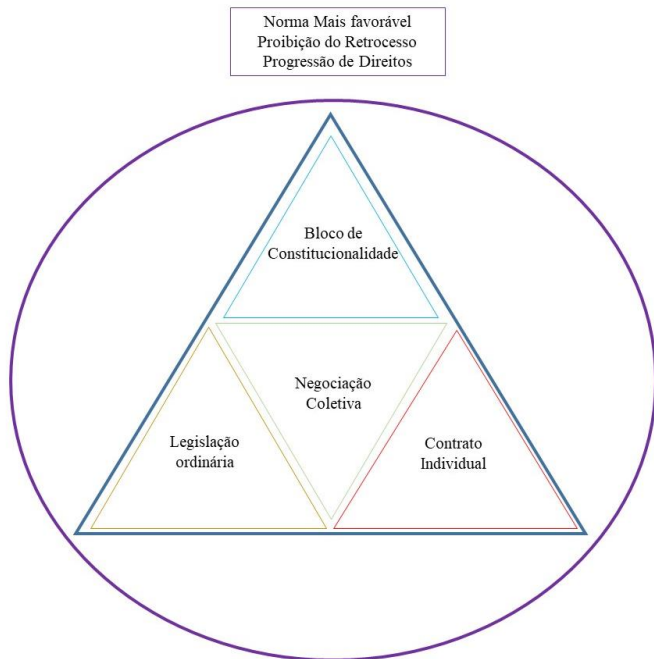 Norma Mais favorável
Proibição do Retrocesso
Progressão de Direitos
Bloco de
Constitucionalidade
Negociação
Coletiva
Legislação
ordinária
Contrato
Individual